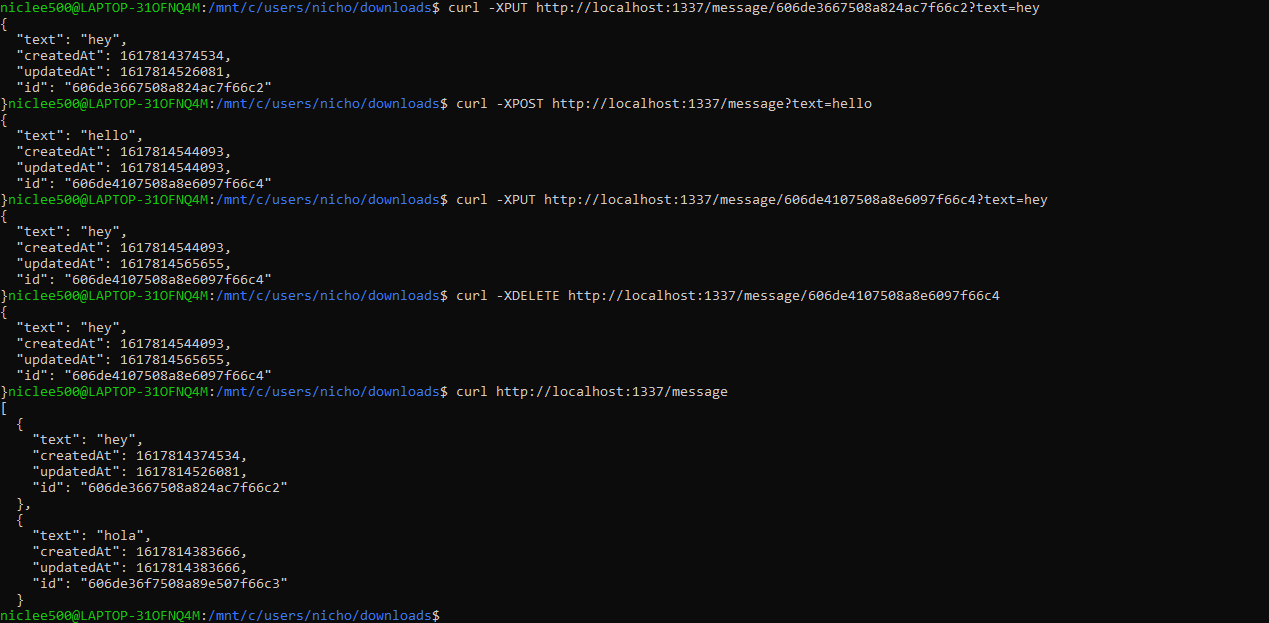 niclee500@LAPTOP-31OFNQ4M:/mnt/c/users/nicho/downloads$ curl -XPUT http://localhost:1337/message/606de3667508a824ac7f66c2?text=hey
{
  "text": "hey",
  "createdAt": 1617814374534,
  "updatedAt": 1617814526081,
  "id": "606de3667508a824ac7f66c2"
}niclee500@LAPTOP-31OFNQ4M:/mnt/c/users/nicho/downloads$ curl -XPOST http://localhost:1337/message?text=hello
{
  "text": "hello",
  "createdAt": 1617814544093,
  "updatedAt": 1617814544093,
  "id": "606de4107508a8e6097f66c4"
}niclee500@LAPTOP-31OFNQ4M:/mnt/c/users/nicho/downloads$ curl -XPUT http://localhost:1337/message/606de4107508a8e6097f66c4?text=hey
{
  "text": "hey",
  "createdAt": 1617814544093,
  "updatedAt": 1617814565655,
  "id": "606de4107508a8e6097f66c4"
}niclee500@LAPTOP-31OFNQ4M:/mnt/c/users/nicho/downloads$ curl -XDELETE http://localhost:1337/message/606de4107508a8e6097f66c4
{
  "text": "hey",
  "createdAt": 1617814544093,
  "updatedAt": 1617814565655,
  "id": "606de4107508a8e6097f66c4"
}niclee500@LAPTOP-31OFNQ4M:/mnt/c/users/nicho/downloads$ curl http://localhost:1337/message
[
  {
    "text": "hey",
    "createdAt": 1617814374534,
    "updatedAt": 1617814526081,
    "id": "606de3667508a824ac7f66c2"
  },
  {
    "text": "hola",
    "createdAt": 1617814383666,
    "updatedAt": 1617814383666,
    "id": "606de36f7508a89e507f66c3"
  }
niclee500@LAPTOP-31OFNQ4M:/mnt/c/users/nicho/downloads$